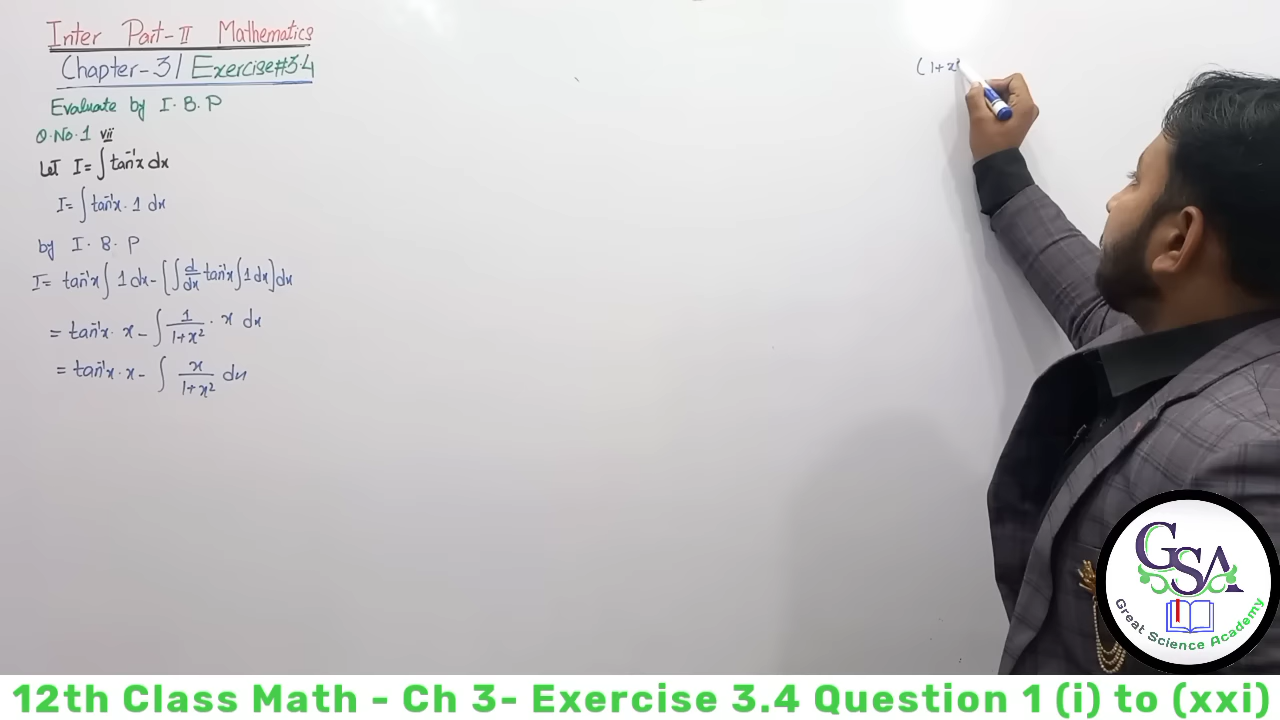 Inter Part-II Mathematics
Chapter-3/ Exercise#3.4
Evaluate by I.B.P
Q.No.1 vii
Let I = ∫ tan⁻¹x dx
I = ∫ tan⁻¹x · 1 dx
by I.B.P
I = tan⁻¹x ∫ 1 dx - [∫ d/dx tan⁻¹x ∫ 1 dx] dx
= tan⁻¹x · x - ∫ 1/1+x² · x dx
= tan⁻¹x · x - ∫ x/1+x² dx
(1+x²
GSA
Great Science Academy
12th Class Math - Ch 3- Exercise 3.4 Question 1 (i) to (xxi)